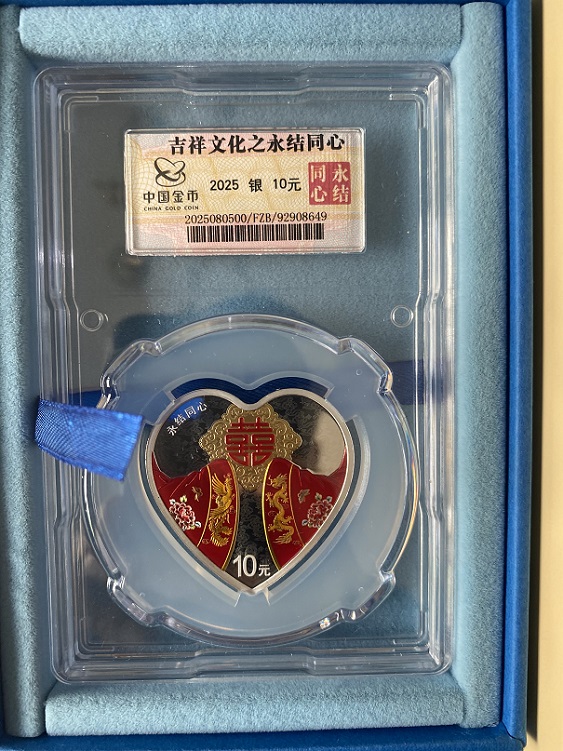 吉祥文化之永结同心
中国金币
CHINA GOLD COIN
2025 银 10元
永结
同心
2025080500/FZB/92908649
永结同心
囍
10元